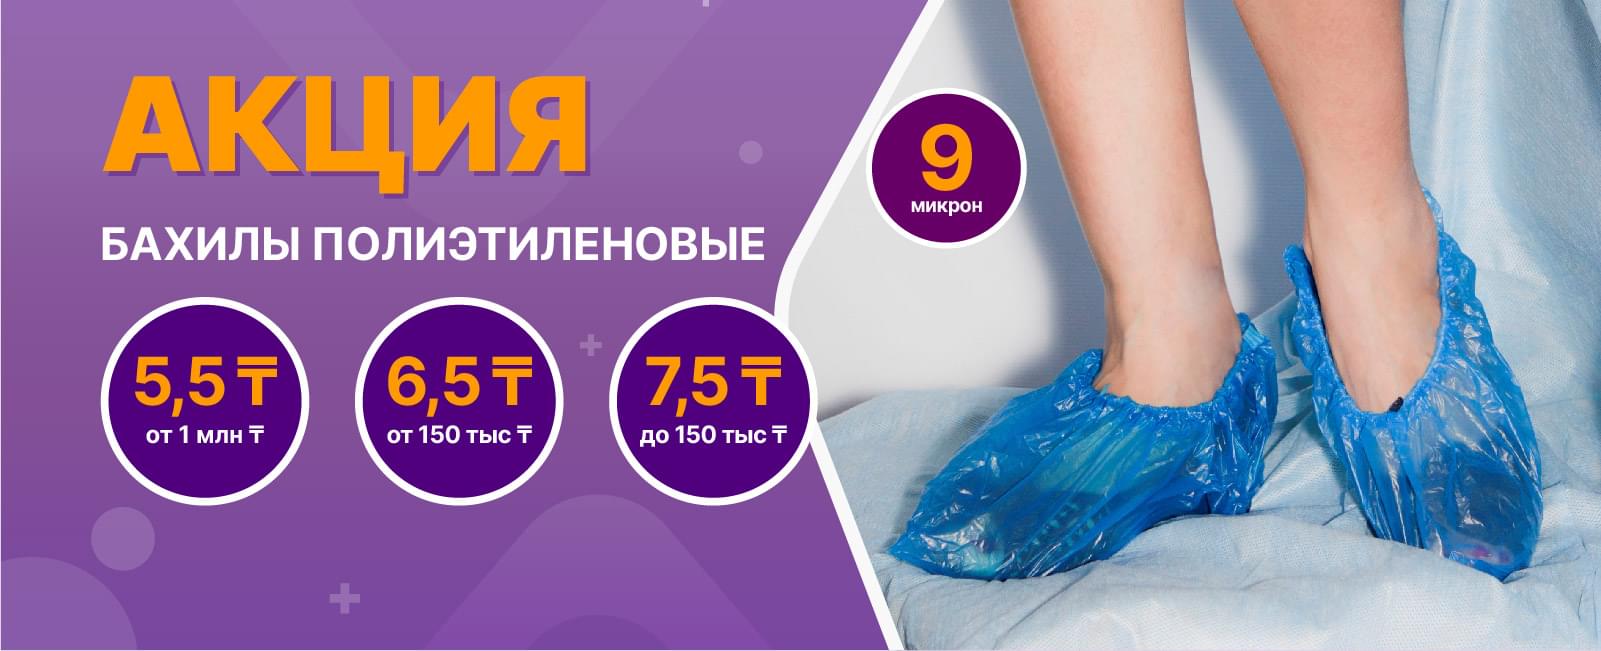 АКЦИЯ
БАХИЛЫ ПОЛИЭТИЛЕНОВЫЕ
5,5 ₸
от 1 млн ₸
6,5 ₸
от 150 тыс ₸
7,5 ₸
до 150 тыс ₸
9
микрон